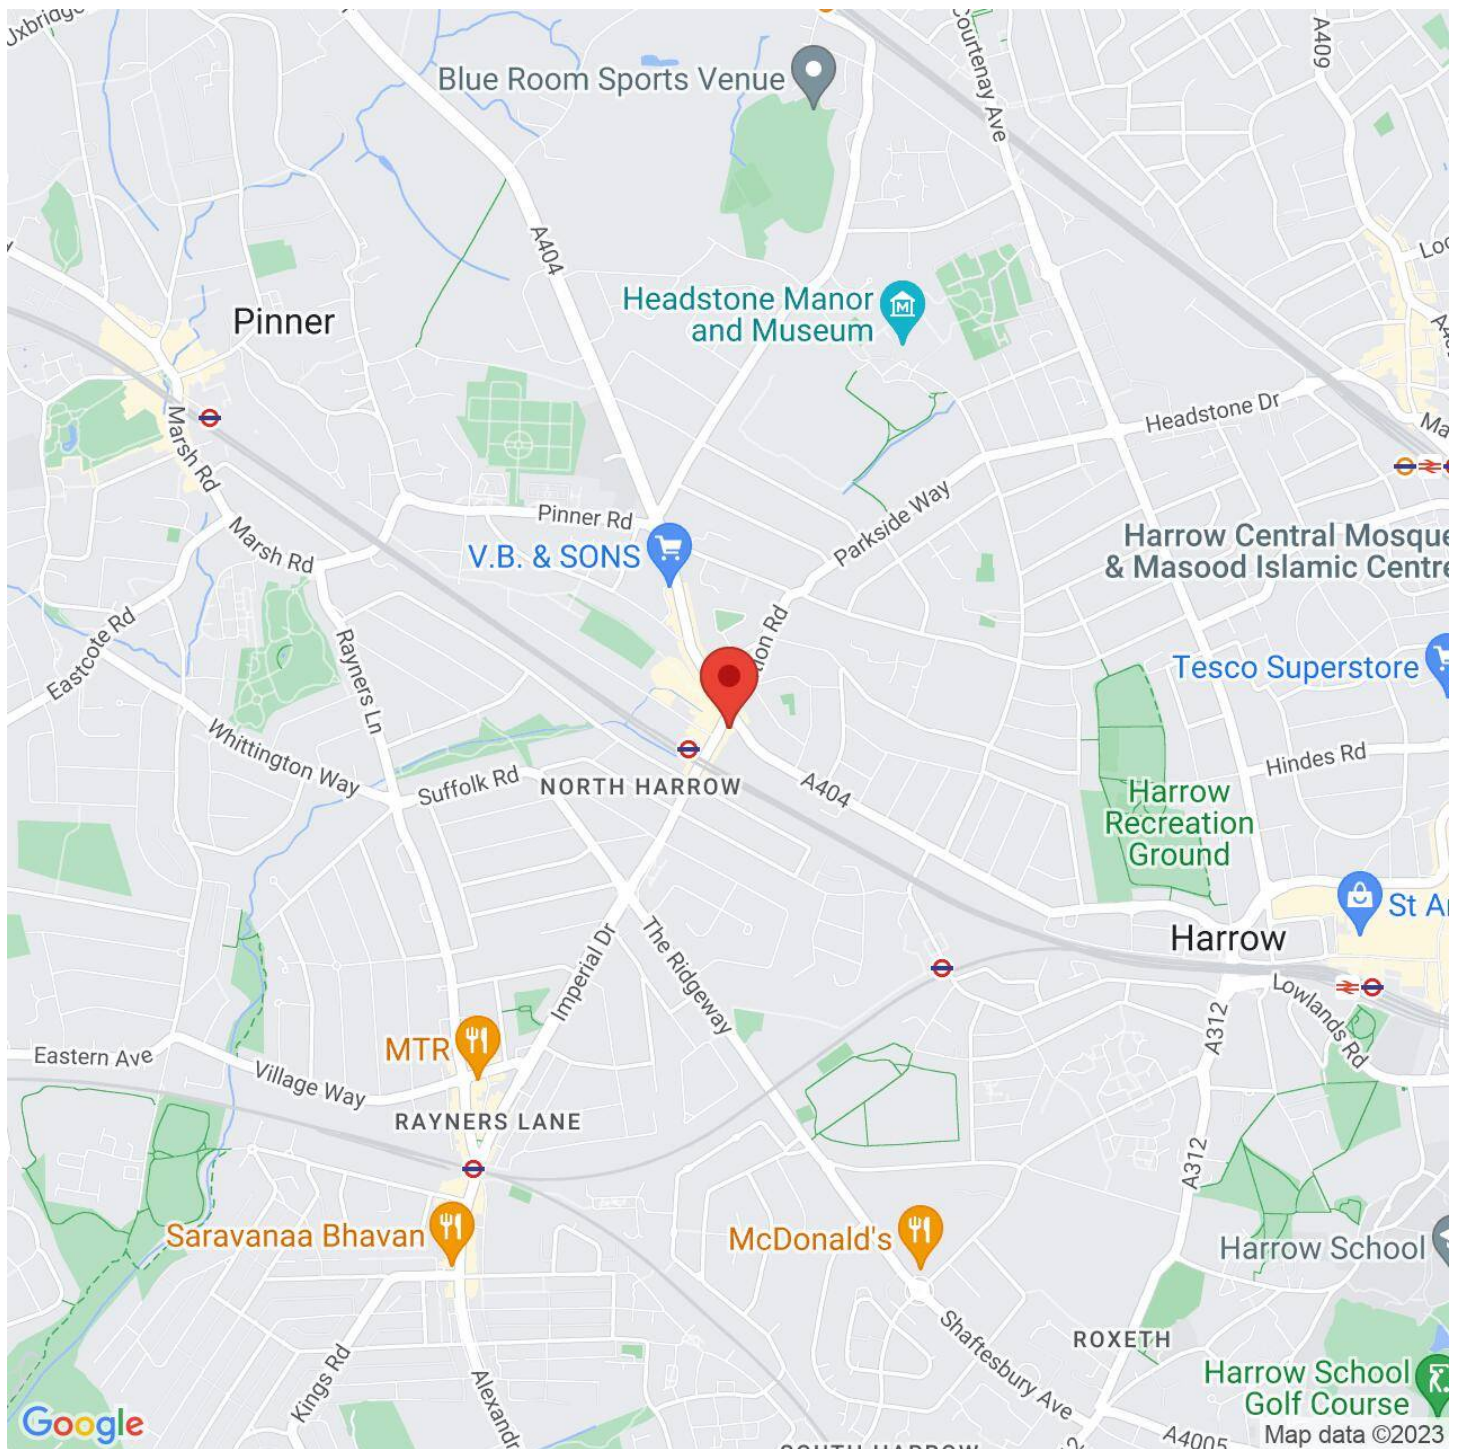 Uxbridge
Courtenay Ave
A409
Blue Room Sports Venue
A404
Headstone Manor
and Museum
Pinner
Headstone Dr
Marsh Rd
Pinner Rd
Parkside Way
Marsh Rd
V.B. & SONS
Harrow Central Mosque
& Masood Islamic Centre
Eastcote Rd
Rayners Ln
Tesco Superstore
Whittington Way
Suffolk Rd
NORTH HARROW
A404
Hindes Rd
Harrow
Recreation
Ground
St A
Harrow
Imperial Dr
The Ridgeway
A312
Lowlands Rd
MTR
Eastern Ave
Village Way
RAYNERS LANE
A312
Saravanaa Bhavan
McDonald's
Harrow School
Shaftesbury Ave
ROXETH
Kings Rd
Alexandr
Harrow School
Golf Course
Google
A4005
Map data ©2023